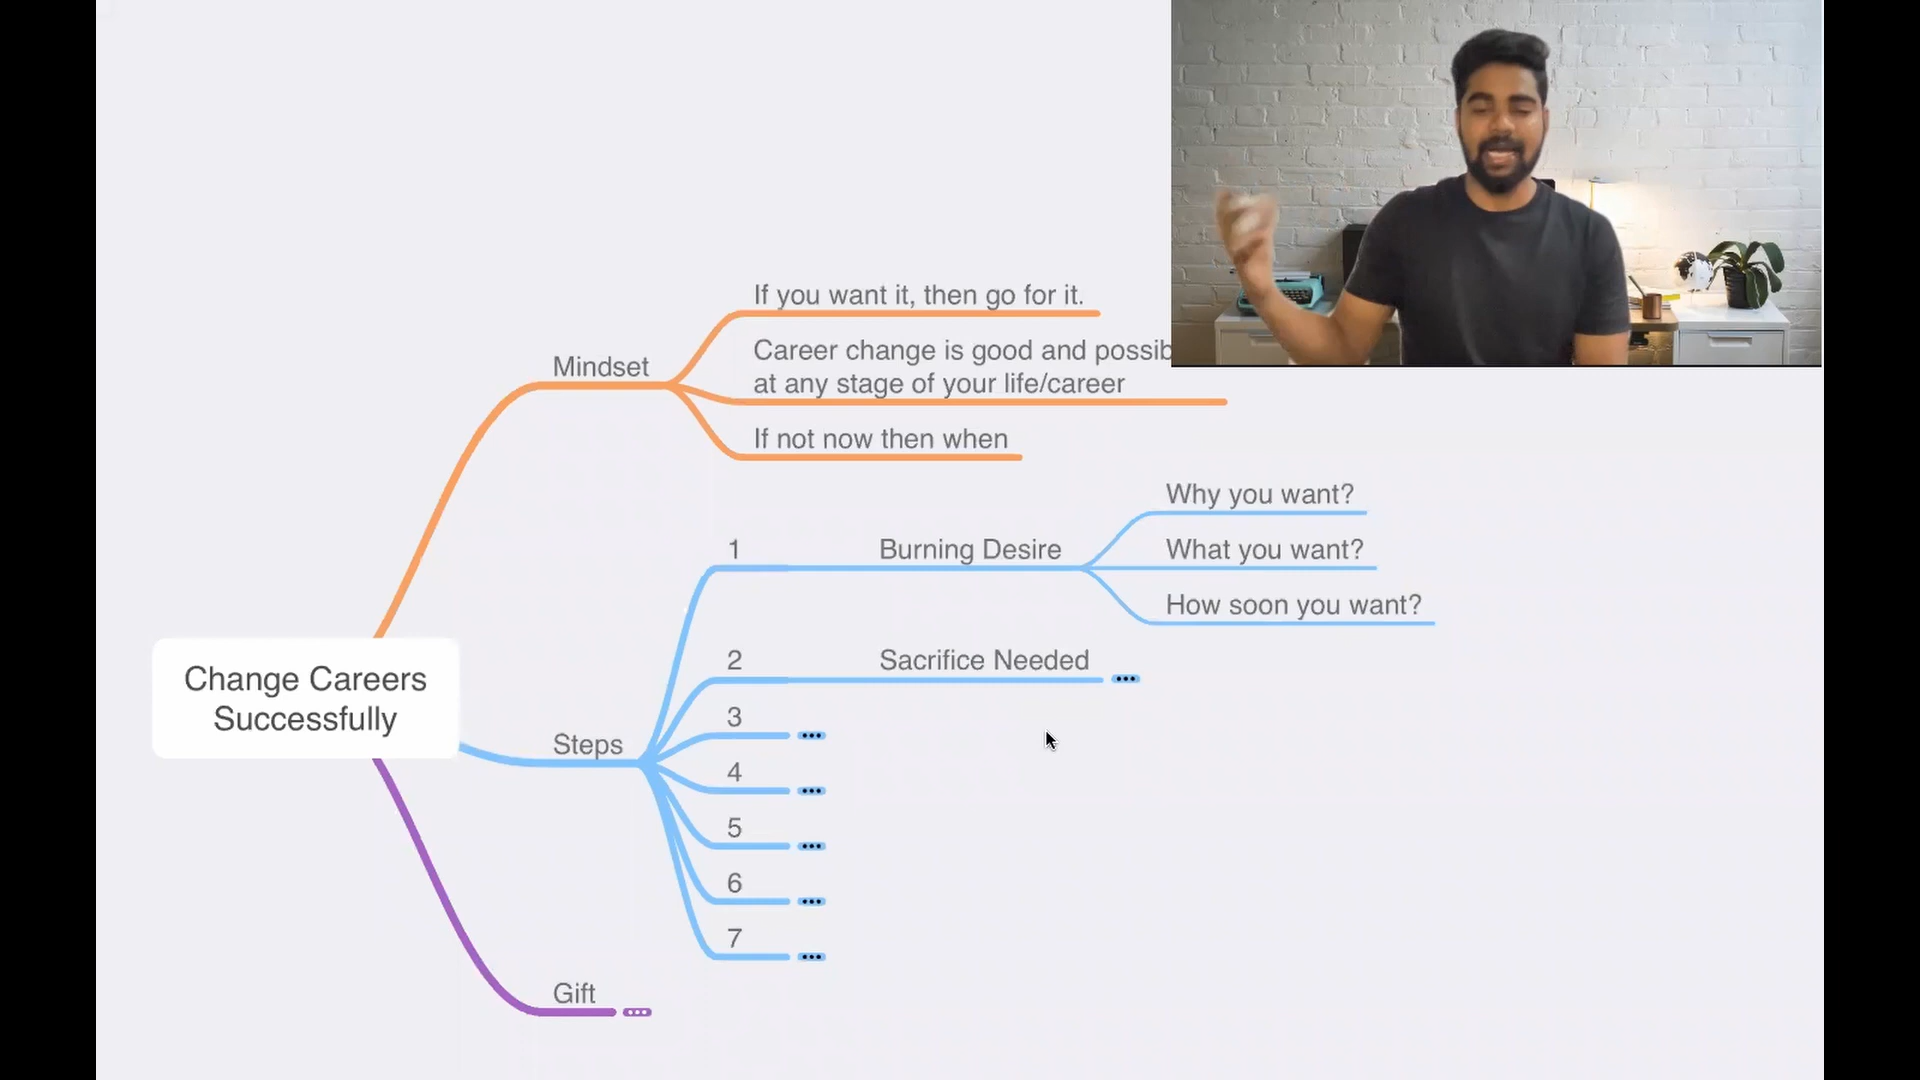 If you want it, then go for it.
Mindset
Career change is good and
at any stage of your life/career
If not now then when
Why you want?
1
Burning Desire
What you want?
How soon you want?
2
Sacrifice Needed
Change Careers
Successfully
3
Steps
4
5
6
7
Gift